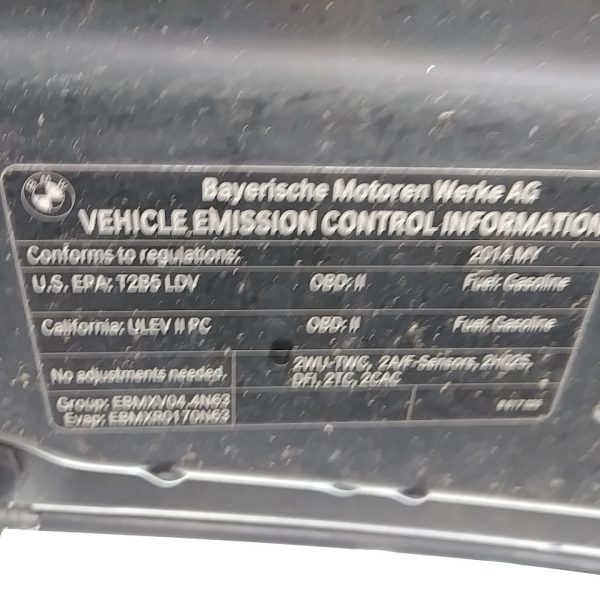 Bayerische Motoren Werke AG
VEHICLE EMISSION CONTROL INFORMATION
Conforms to regulations: 2014 MY
U.S. EPA: T2B5 LDV OBD: II Fuel: Gasoline
California: ULEV II PC OBD: II Fuel: Gasoline
No adjustments needed. 2WU-TWC, 2A/F-Sensors, 2HO2S,
DFI, 2TC, 2CAC
Group: EBMXV04.4N63
Evap: EBMXR0170N63